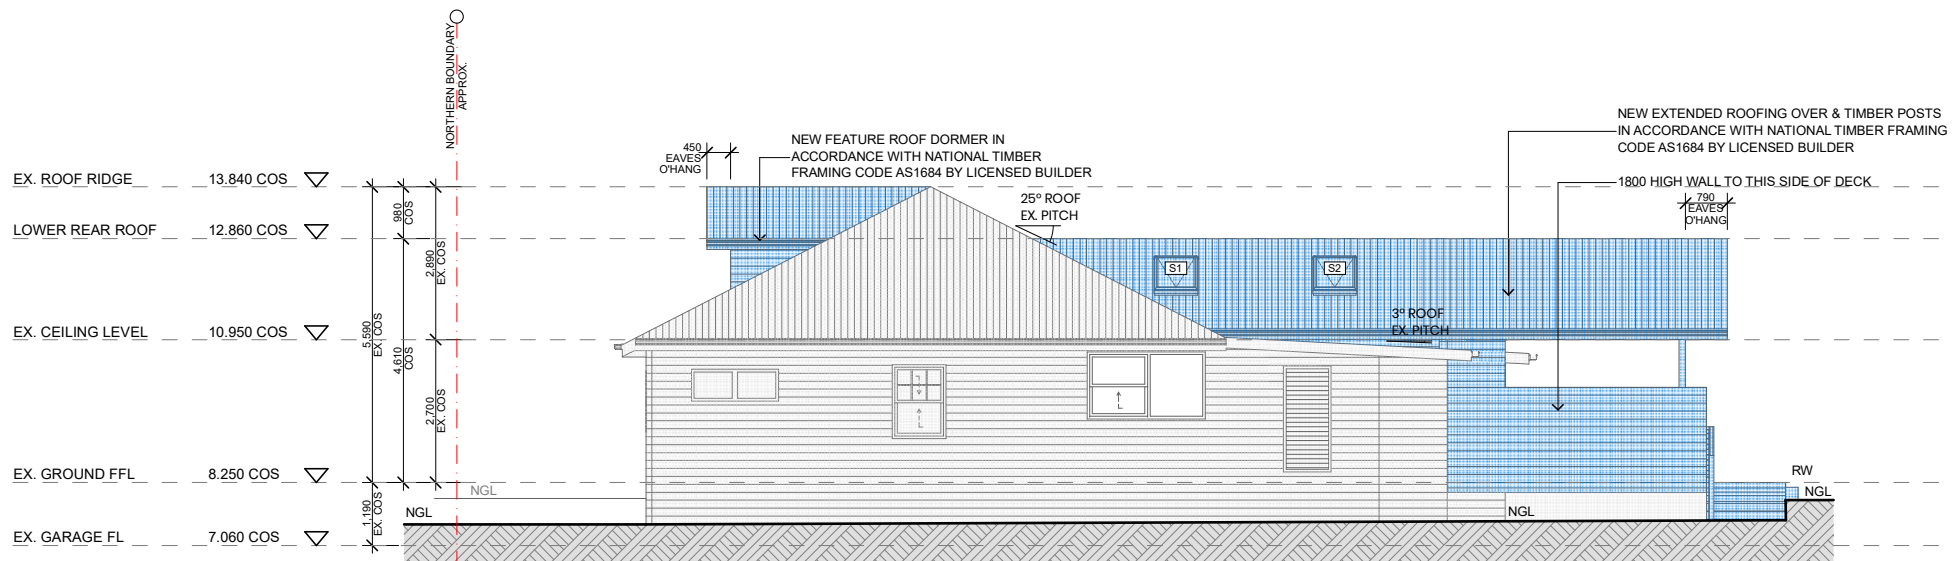 NORTHERN BOUNDARY
APPROX.
NEW EXTENDED ROOFING OVER & TIMBER POSTS
IN ACCORDANCE WITH NATIONAL TIMBER FRAMING
CODE AS1684 BY LICENSED BUILDER
NEW FEATURE ROOF DORMER IN
ACCORDANCE WITH NATIONAL TIMBER
FRAMING CODE AS1684 BY LICENSED BUILDER
450
EAVES
O'HANG
EX. ROOF RIDGE 13.840 COS
1800 HIGH WALL TO THIS SIDE OF DECK
790
EAVES
O'HANG
25° ROOF
EX. PITCH
980
COS
LOWER REAR ROOF 12.860 COS
2,890
EX. COS
S1
S2
3° ROOF
EX. PITCH
EX. CEILING LEVEL 10.950 COS
5,590
EX. COS
4,610
COS
2,700
EX. COS
EX. GROUND FFL 8.250 COS
RW
NGL
NGL
NGL
NGL
1,190
EX. COS
EX. GARAGE FL 7.060 COS